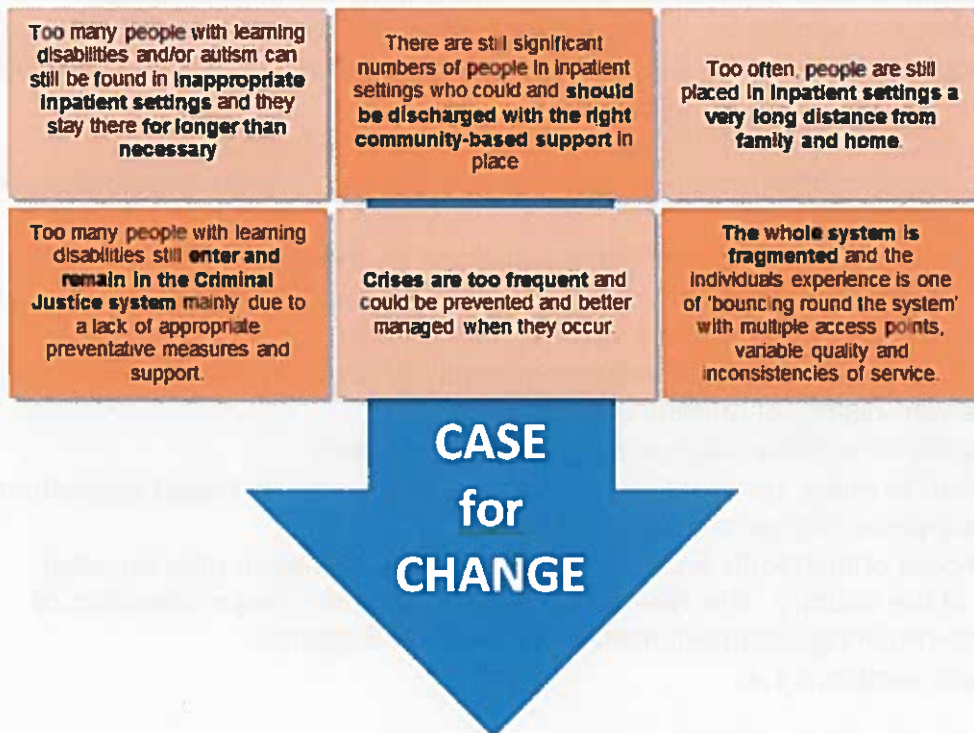 Too many people with learning
disabilities and/or autism can
still be found in inappropriate
inpatient settings and they
stay there for longer than
necessary
There are still significant
numbers of people in inpatient
settings who could and should
be discharged with the right
community-based support in
place
Too often, people are still
placed in inpatient settings a
very long distance from
family and home.
Too many people with learning
disabilities still enter and
remain in the Criminal
Justice system mainly due to
a lack of appropriate
preventative measures and
support.
Crises are too frequent and
could be prevented and better
managed when they occur.
The whole system is
fragmented and the
individuals experience is one
of 'bouncing round the system'
with multiple access points,
variable quality and
inconsistencies of service.
CASE
for
CHANGE